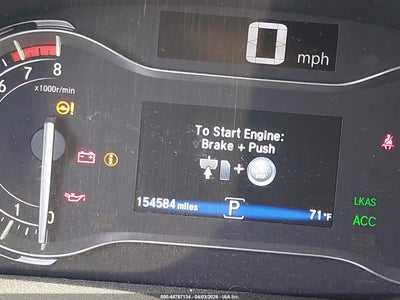 0 mph
6 7 8
x1000r/min
To Start Engine:
Brake + Push
+
154584 miles P 71°F
LKAS
ACC
1 0
000-44787134 - 04/03/2026 - IAA Inc.